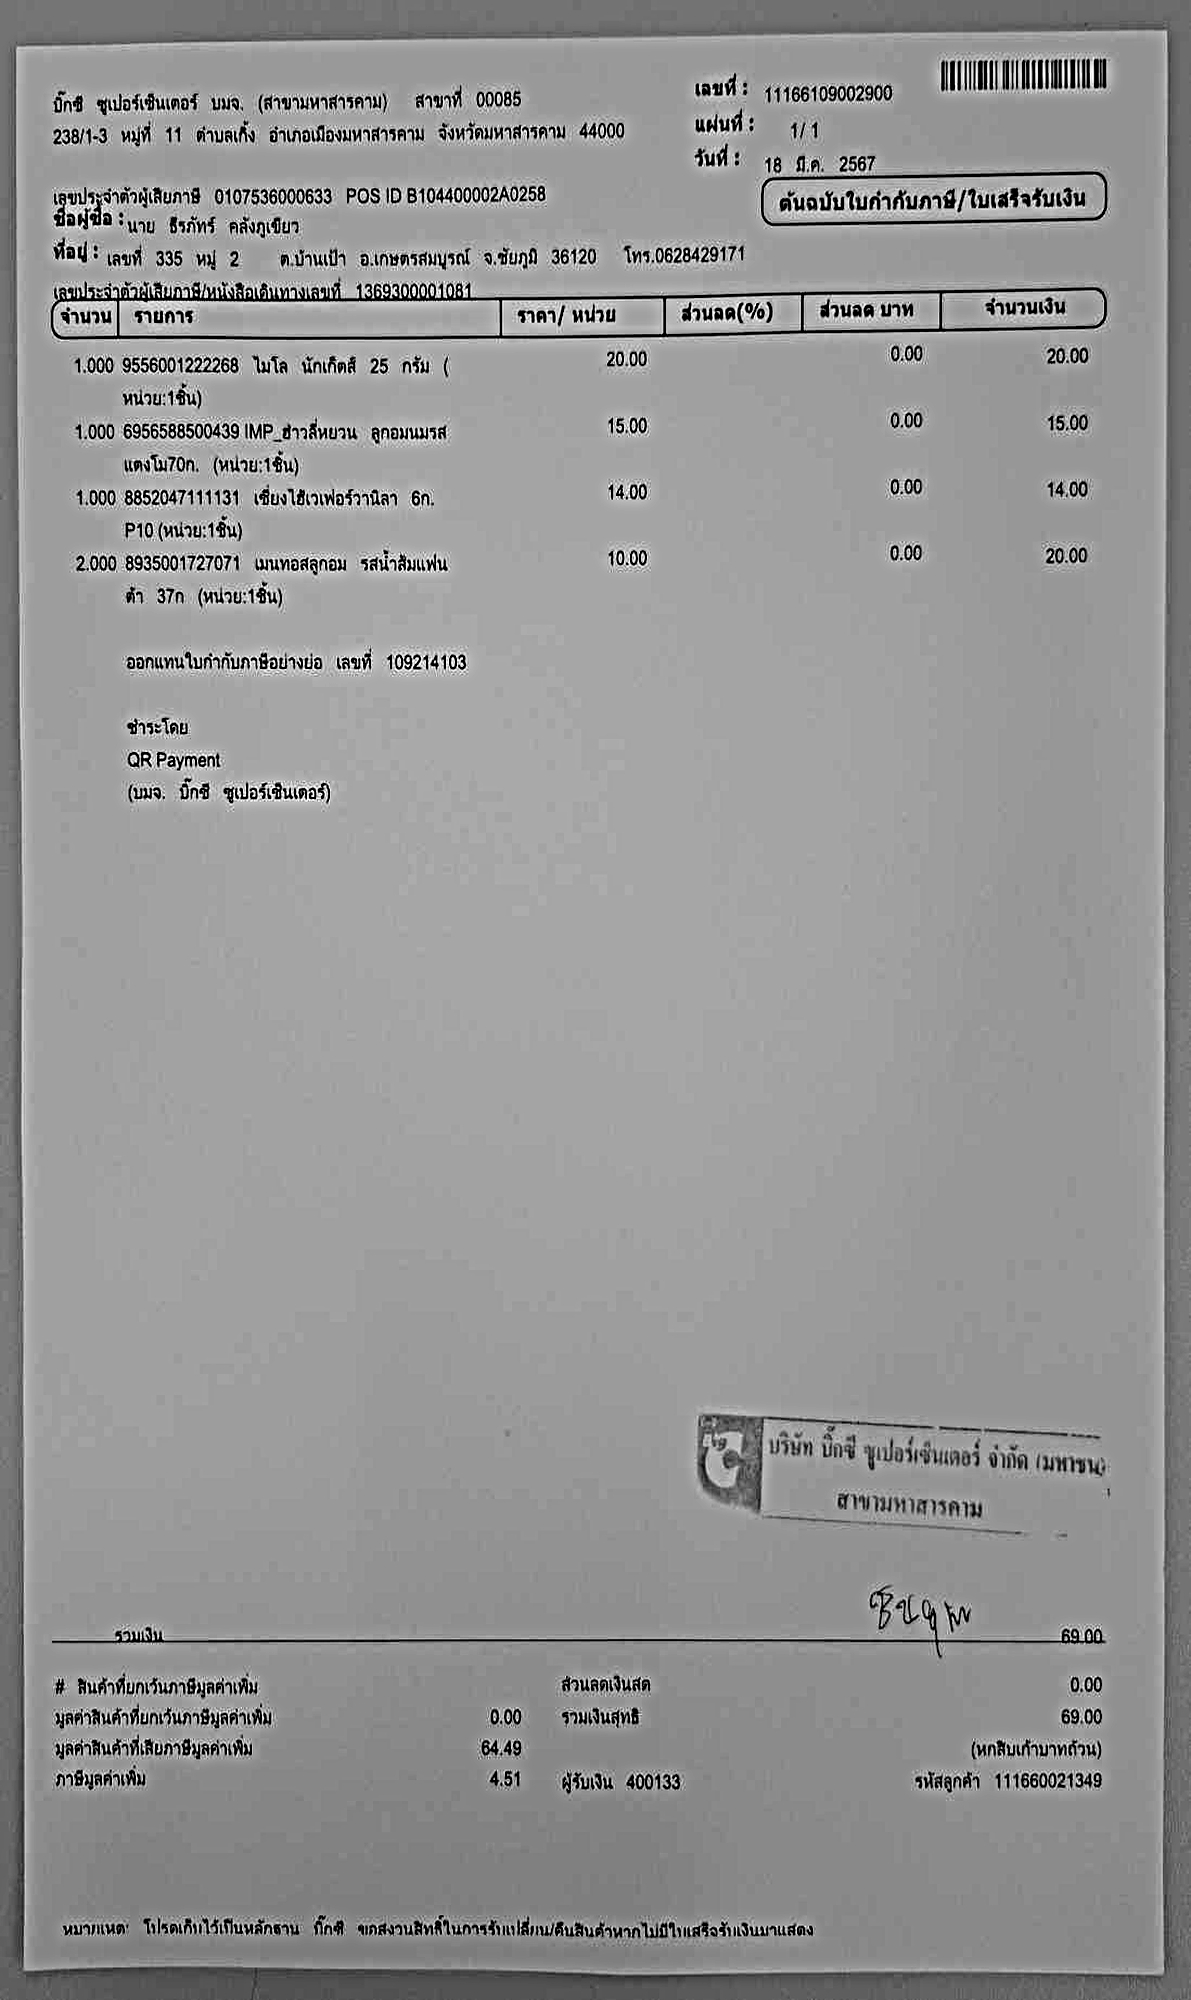 บิ๊กซี ซูเปอร์เซ็นเตอร์ บมจ. (สาขามหาสารคาม) สาขาที่ 00085
238/1-3 หมู่ที่ 11 ตำบลเกิ้ง อำเภอเมืองมหาสารคาม จังหวัดมหาสารคาม 44000
เลขที่ : 11166109002900
แผ่นที่ : 1/ 1
วันที่ : 18 มี.ค. 2567
ต้นฉบับใบกำกับภาษี/ใบเสร็จรับเงิน
เลขประจำตัวผู้เสียภาษี 0107536000633 POS ID B104400002A0258
ชื่อผู้ซื้อ : นาย ธีรภัทร์ คลังภูเขียว
ที่อยู่ : เลขที่ 335 หมู่ 2 ต.บ้านเป้า อ.เกษตรสมบูรณ์ จ.ชัยภูมิ 36120 โทร.0628429171
เลขประจำตัวผู้เสียภาษี/หนังสือเดินทางเลขที่ 1369300001081
จำนวน รายการ ราคา/ หน่วย ส่วนลด(%) ส่วนลด บาท จำนวนเงิน
1.000 9556001222268 ไมโล นักเก็ตส์ 25 กรัม ( 20.00 0.00 20.00
หน่วย:1ชิ้น)
1.000 6956588500439 IMP_ฮ่าวลี่หยวน ลูกอมนมรส 15.00 0.00 15.00
แตงโม70ก. (หน่วย:1ชิ้น)
1.000 8852047111131 เซี่ยงไฮ้เวเฟอร์วานิลา 6ก. 14.00 0.00 14.00
P10 (หน่วย:1ชิ้น)
2.000 8935001727071 เมนทอสลูกอม รสน้ำส้มแฟน 10.00 0.00 20.00
ต้า 37ก (หน่วย:1ชิ้น)
ออกแทนใบกำกับภาษีอย่างย่อ เลขที่ 109214103
ชำระโดย
QR Payment
(บมจ. บิ๊กซี ซูเปอร์เซ็นเตอร์)
บริษัท บิ๊กซี ซูเปอร์เซ็นเตอร์ จำกัด (มหาชน)
สาขามหาสารคาม
รวมเงิน 69.00
# สินค้าที่ยกเว้นภาษีมูลค่าเพิ่ม ส่วนลดเงินสด 0.00
มูลค่าสินค้าที่ยกเว้นภาษีมูลค่าเพิ่ม 0.00 รวมเงินสุทธิ 69.00
มูลค่าสินค้าที่เสียภาษีมูลค่าเพิ่ม 64.49 (หกสิบเก้าบาทถ้วน)
ภาษีมูลค่าเพิ่ม 4.51 ผู้รับเงิน 400133 รหัสลูกค้า 111660021349
หมายเหตุ: โปรดเก็บไว้เป็นหลักฐาน บิ๊กซี ขอสงวนสิทธิ์ในการรับเปลี่ยน/คืนสินค้าหากไม่มีใบเสร็จรับเงินมาแสดง